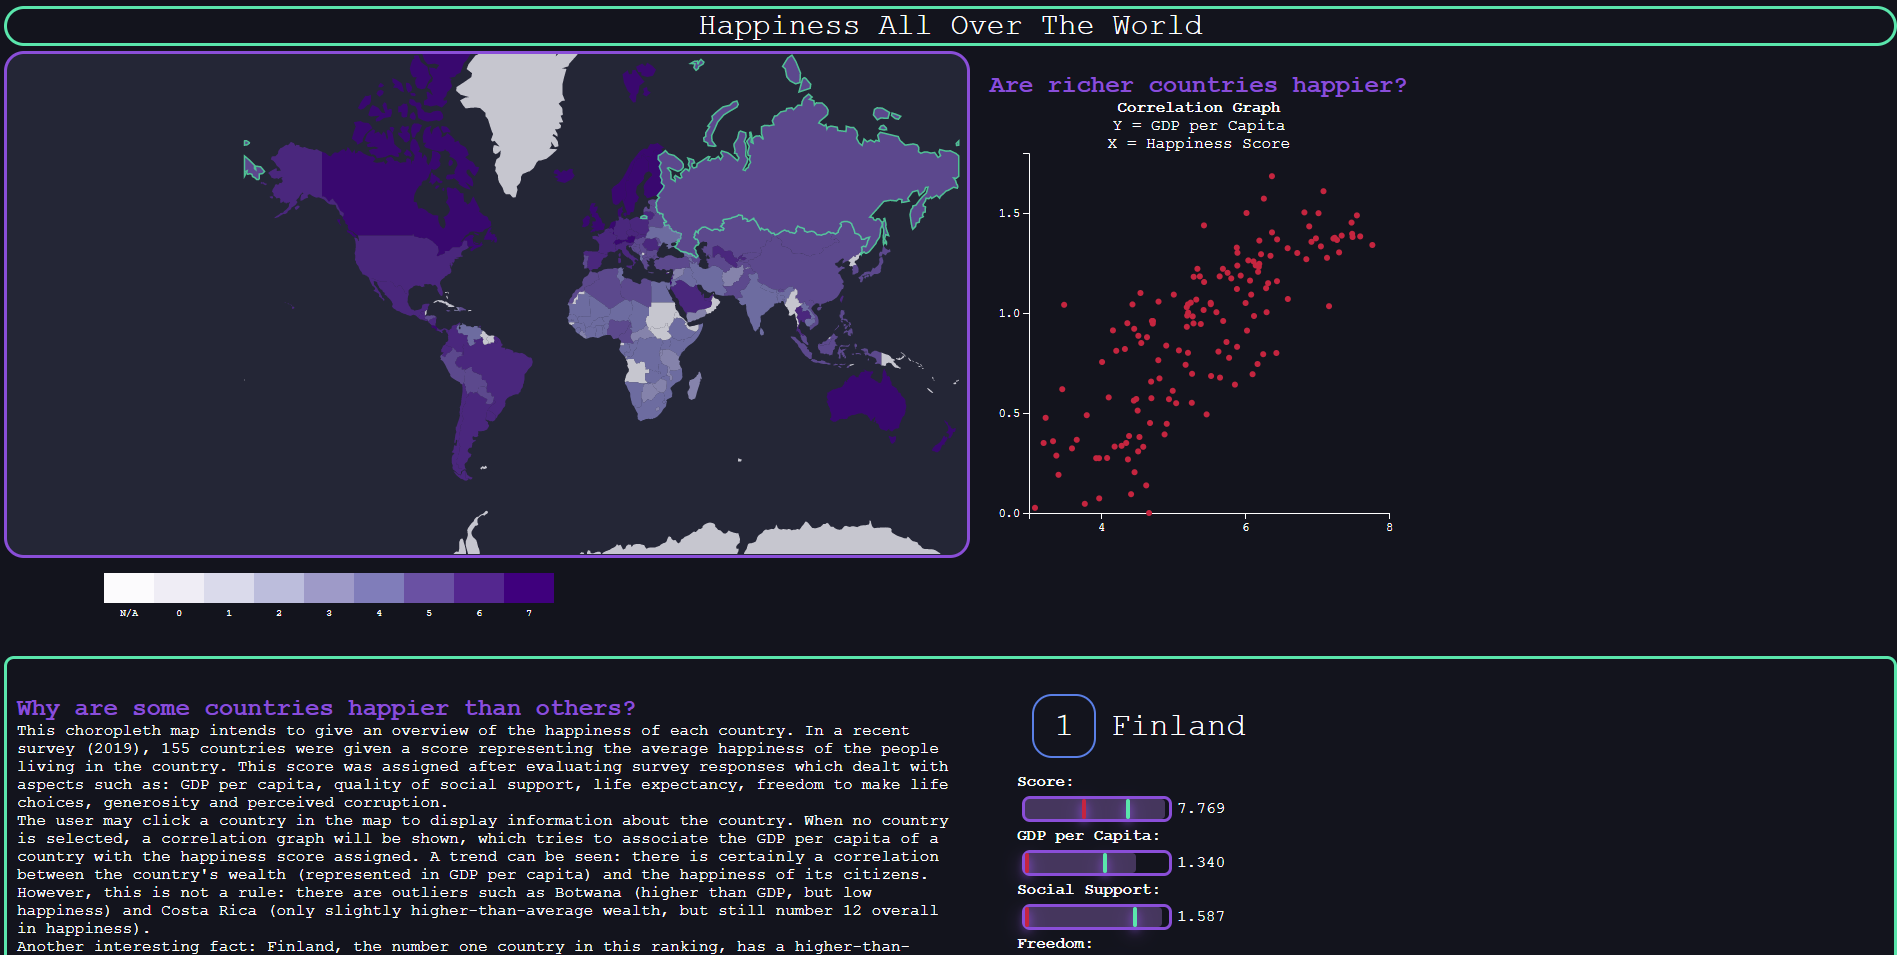 Happiness All Over The World
Are richer countries happier?
Correlation Graph
Y = GDP per Capita
X = Happiness Score
1.5
1.0
0.5
0.0
4 6 8
N/A 0 1 2 3 4 5 6 7
Why are some countries happier than others?
This choropleth map intends to give an overview of the happiness of each country. In a recent
survey (2019), 155 countries were given a score representing the average happiness of the people
living in the country. This score was assigned after evaluating survey responses which dealt with
aspects such as: GDP per capita, quality of social support, life expectancy, freedom to make life
choices, generosity and perceived corruption.
The user may click a country in the map to display information about the country. When no country
is selected, a correlation graph will be shown, which tries to associate the GDP per capita of a
country with the happiness score assigned. A trend can be seen: there is certainly a correlation
between the country's wealth (represented in GDP per capita) and the happiness of its citizens.
However, this is not a rule: there are outliers such as Botwana (higher than GDP, but low
happiness) and Costa Rica (only slightly higher-than-average wealth, but still number 12 overall
in happiness).
Another interesting fact: Finland, the number one country in this ranking, has a higher-than-
1 Finland
Score:
7.769
GDP per Capita:
1.340
Social Support:
1.587
Freedom: